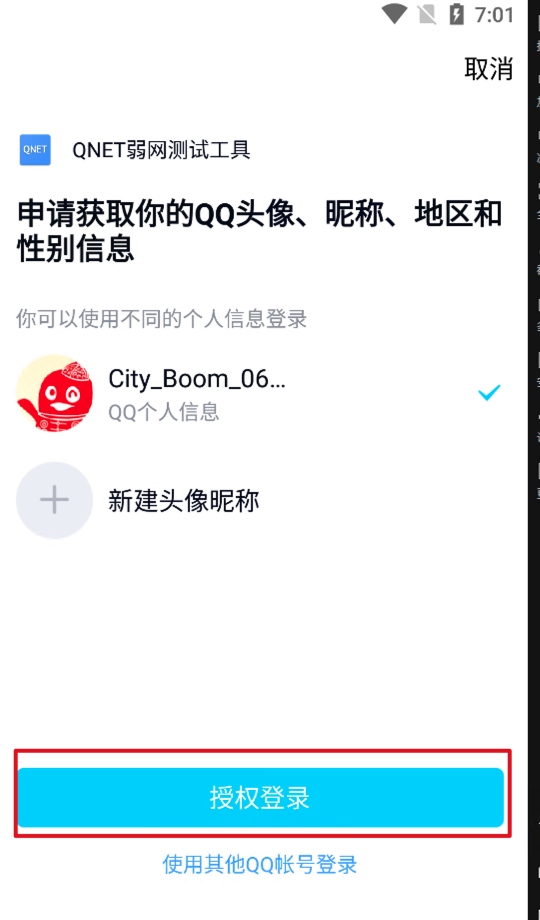 7:01
取消
QNET
QNET弱网测试工具
申请获取你的QQ头像、昵称、地区和
性别信息
你可以使用不同的个人信息登录
City_Boom_06...
QQ个人信息
新建头像昵称
授权登录
使用其他QQ帐号登录